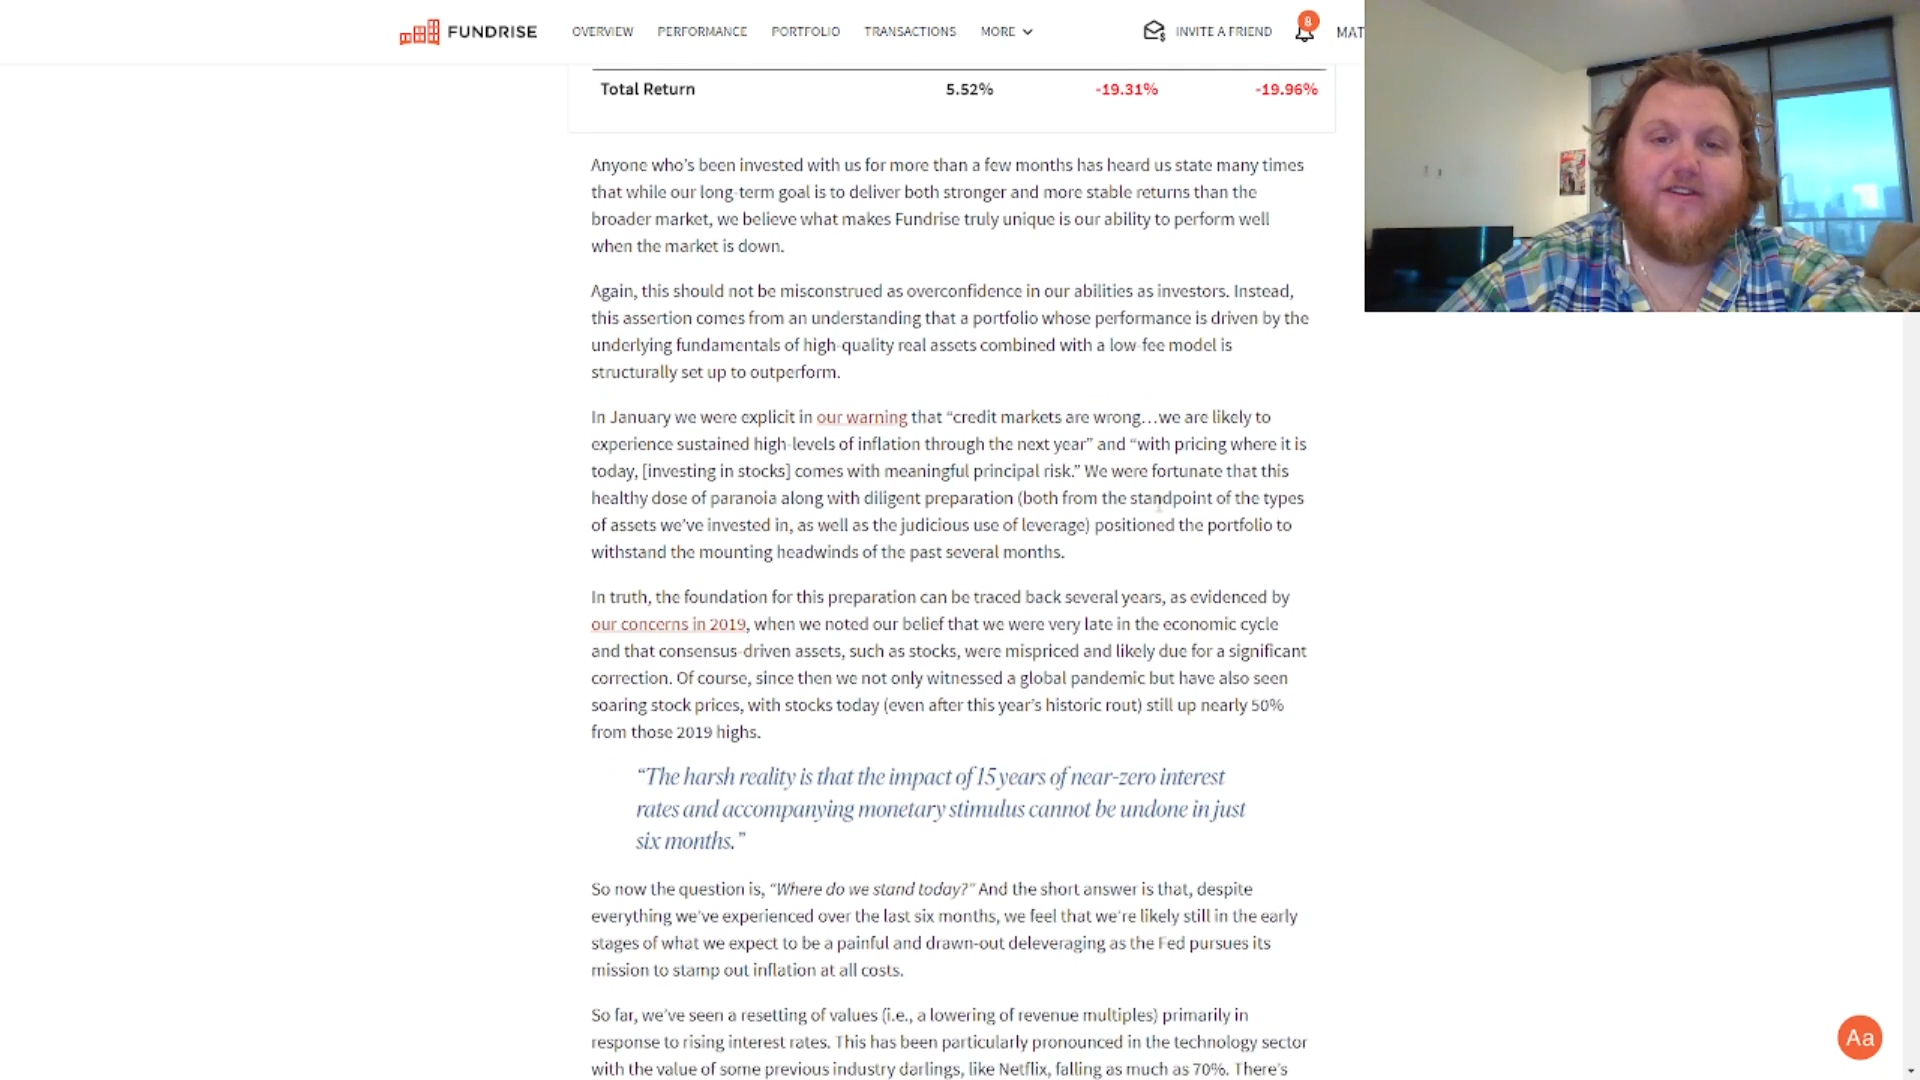 FUNDRISE OVERVIEW PERFORMANCE PORTFOLIO TRANSACTIONS MORE INVITE A FRIEND 8 MAT
Total Return 5.52% -19.31% -19.96%
Anyone who's been invested with us for more than a few months has heard us state many times
that while our long-term goal is to deliver both stronger and more stable returns than the
broader market, we believe what makes Fundrise truly unique is our ability to perform well
when the market is down.
Again, this should not be misconstrued as overconfidence in our abilities as investors. Instead,
this assertion comes from an understanding that a portfolio whose performance is driven by the
underlying fundamentals of high-quality real assets combined with a low-fee model is
structurally set up to outperform.
In January we were explicit in our warning that “credit markets are wrong…we are likely to
experience sustained high-levels of inflation through the next year” and “with pricing where it is
today, [investing in stocks] comes with meaningful principal risk.” We were fortunate that this
healthy dose of paranoia along with diligent preparation (both from the standpoint of the types
of assets we've invested in, as well as the judicious use of leverage) positioned the portfolio to
withstand the mounting headwinds of the past several months.
In truth, the foundation for this preparation can be traced back several years, as evidenced by
our concerns in 2019, when we noted our belief that we were very late in the economic cycle
and that consensus-driven assets, such as stocks, were mispriced and likely due for a significant
correction. Of course, since then we not only witnessed a global pandemic but have also seen
soaring stock prices, with stocks today (even after this year's historic rout) still up nearly 50%
from those 2019 highs.
“The harsh reality is that the impact of 15 years of near-zero interest
rates and accompanying monetary stimulus cannot be undone in just
six months.”
So now the question is, “Where do we stand today?” And the short answer is that, despite
everything we've experienced over the last six months, we feel that we're likely still in the early
stages of what we expect to be a painful and drawn-out deleveraging as the Fed pursues its
mission to stamp out inflation at all costs.
So far, we've seen a resetting of values (i.e., a lowering of revenue multiples) primarily in
response to rising interest rates. This has been particularly pronounced in the technology sector
with the value of some previous industry darlings, like Netflix, falling as much as 70%. There's
Aa